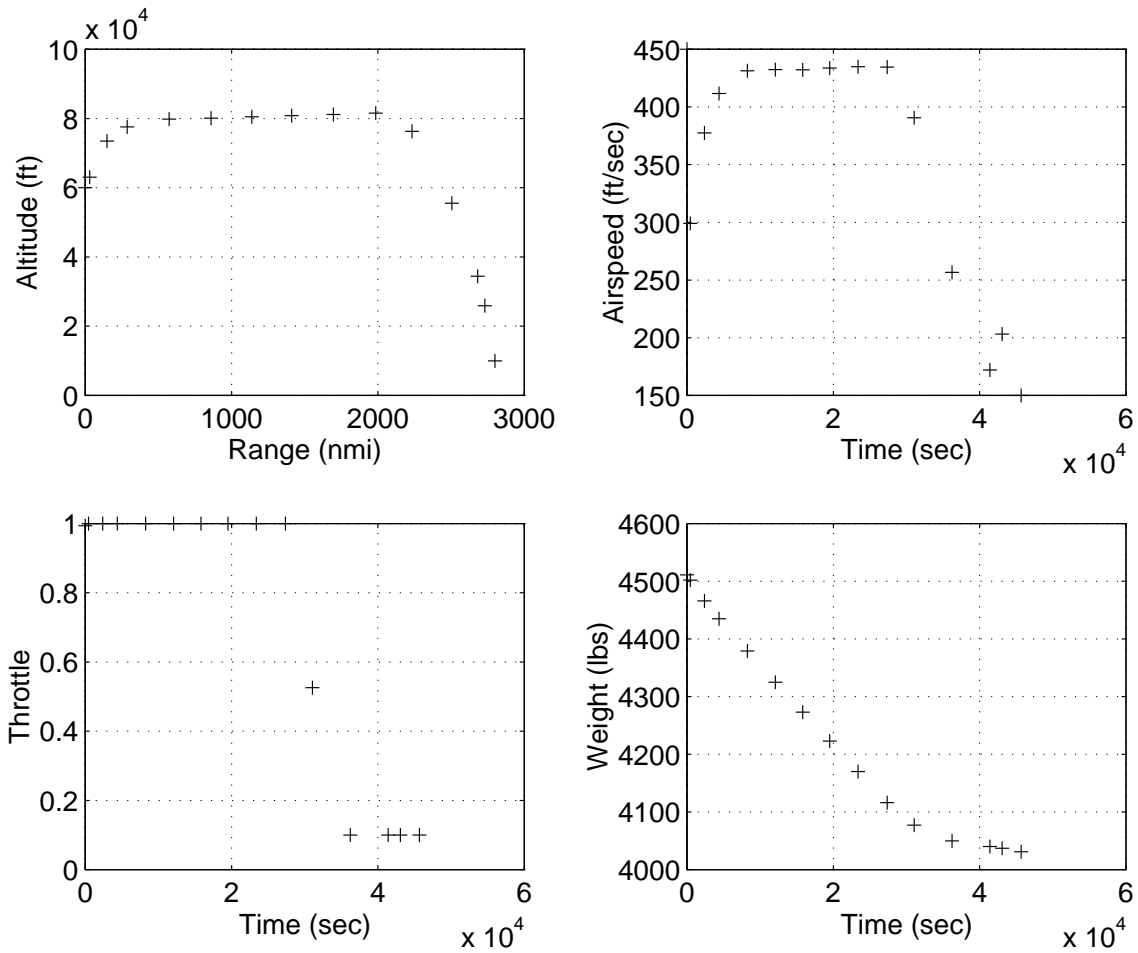 x 10^4
10
8
6
4
2
0
0 1000 2000 3000
Altitude (ft)
Range (nmi)
450
400
350
300
250
200
150
0 2 4 6
Airspeed (ft/sec)
Time (sec)
x 10^4
1
0.8
0.6
0.4
0.2
0
0 2 4 6
Throttle
Time (sec)
x 10^4
4600
4500
4400
4300
4200
4100
4000
0 2 4 6
Weight (lbs)
Time (sec)
x 10^4